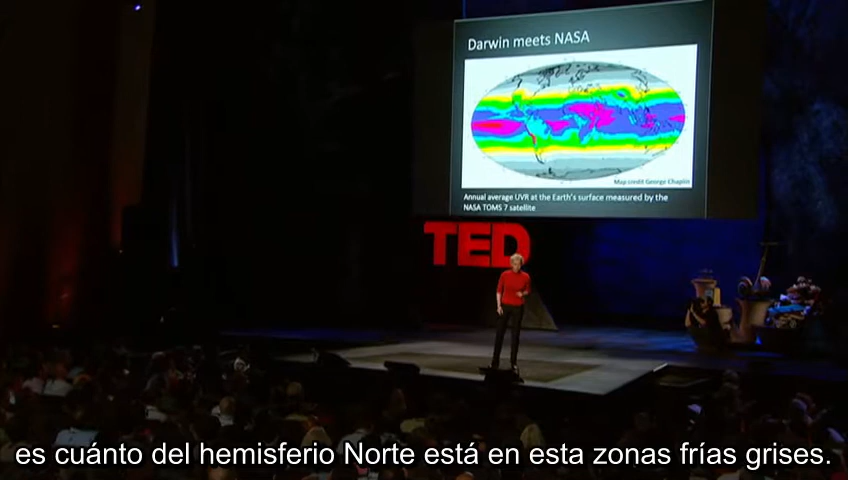 Darwin meets NASA
Map credit George Chaplin
Annual average UVR at the Earth's surface measured by the
NASA TOMS 7 satellite
TED
es cuánto del hemisferio Norte está en esta zonas frías grises.